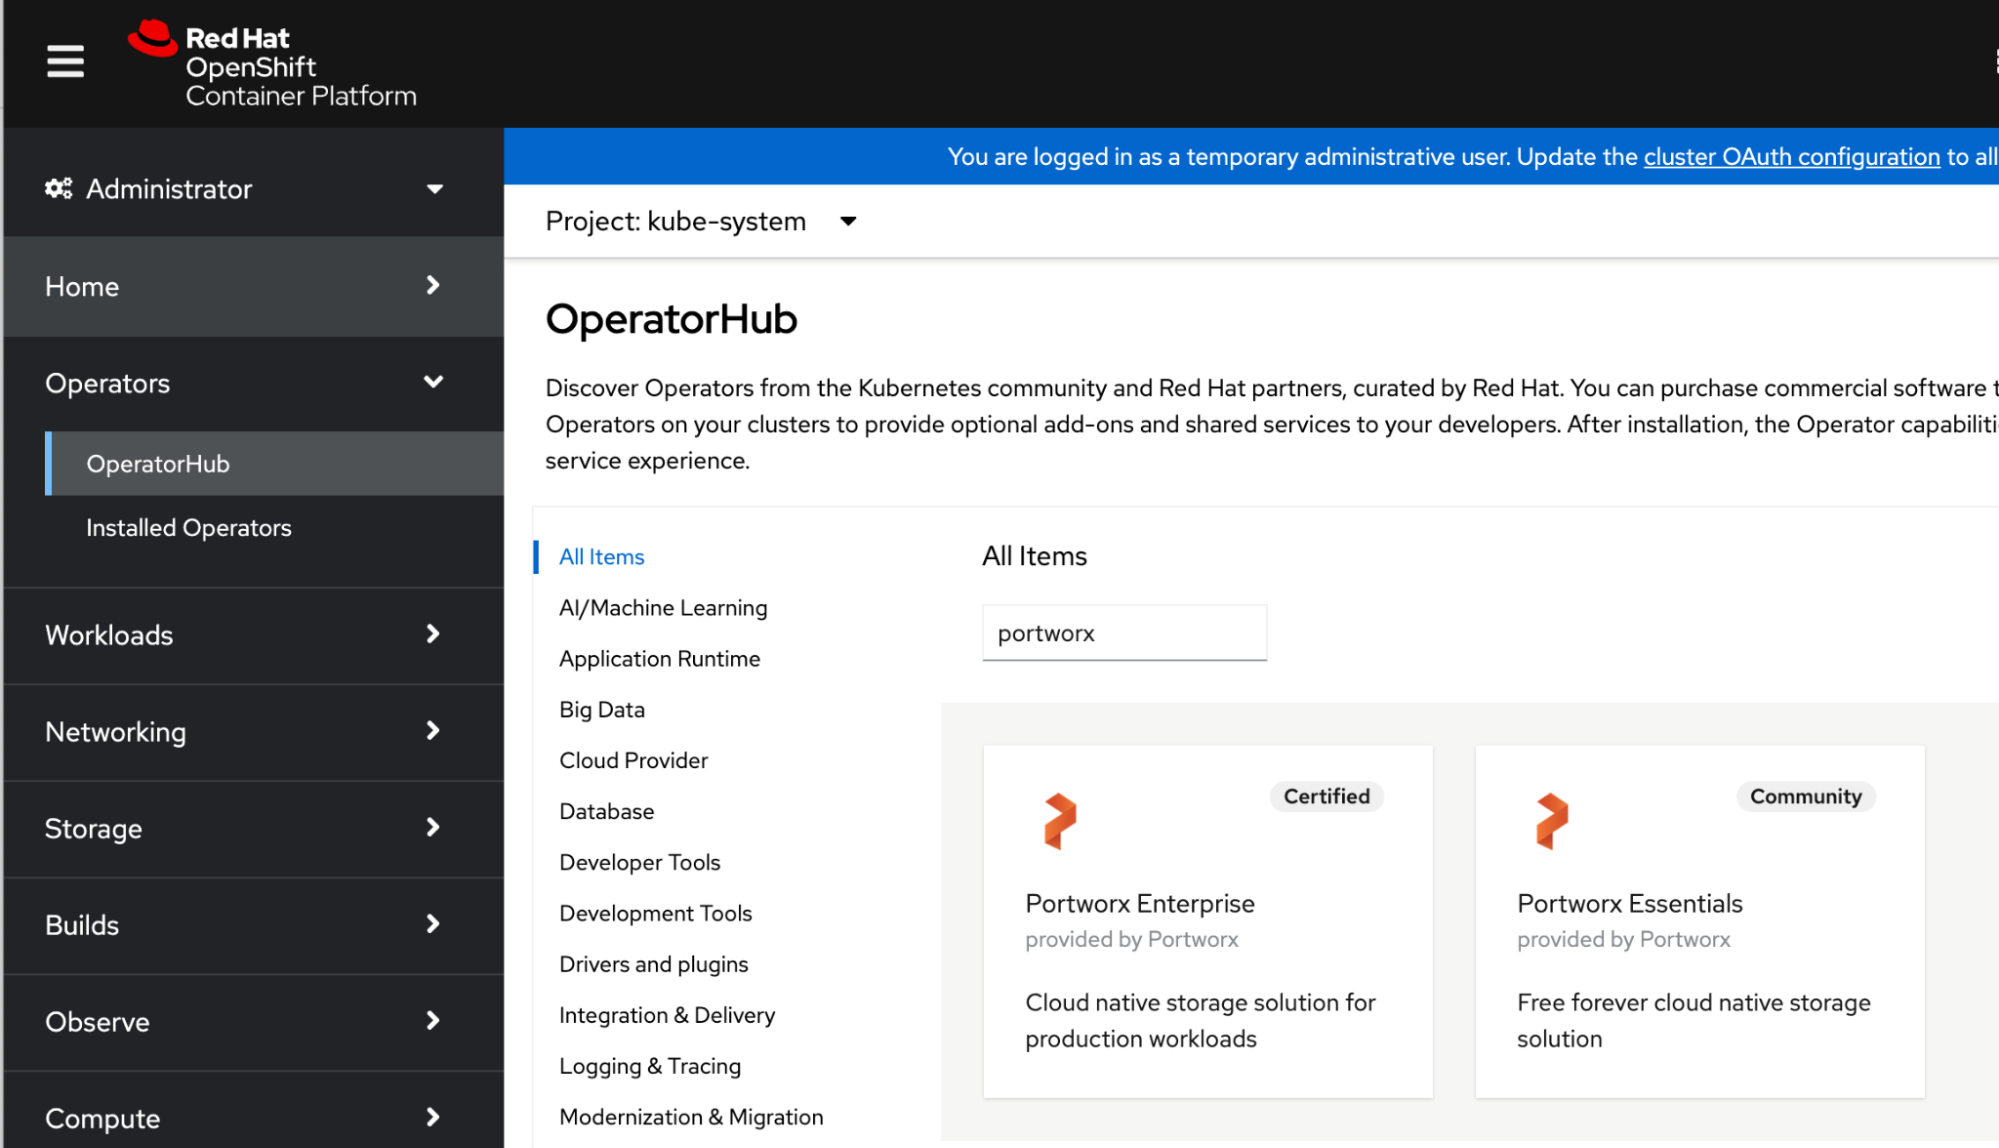 Red Hat
OpenShift
Container Platform
You are logged in as a temporary administrative user. Update the cluster OAuth configuration to all
Administrator
Project: kube-system
Home
OperatorHub
Operators
Discover Operators from the Kubernetes community and Red Hat partners, curated by Red Hat. You can purchase commercial software t
Operators on your clusters to provide optional add-ons and shared services to your developers. After installation, the Operator capabiliti
service experience.
OperatorHub
Installed Operators
Workloads
Networking
Storage
Builds
Observe
Compute
All Items
AI/Machine Learning
Application Runtime
Big Data
Cloud Provider
Database
Developer Tools
Development Tools
Drivers and plugins
Integration & Delivery
Logging & Tracing
Modernization & Migration
All Items
portworx
Certified
Portworx Enterprise
provided by Portworx
Cloud native storage solution for
production workloads
Community
Portworx Essentials
provided by Portworx
Free forever cloud native storage
solution